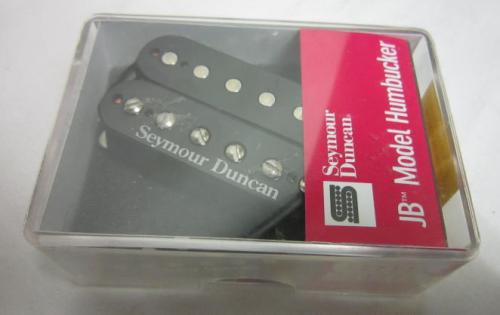 Seymour Duncan
Seymour
Duncan.
JB™ Model Humbucker